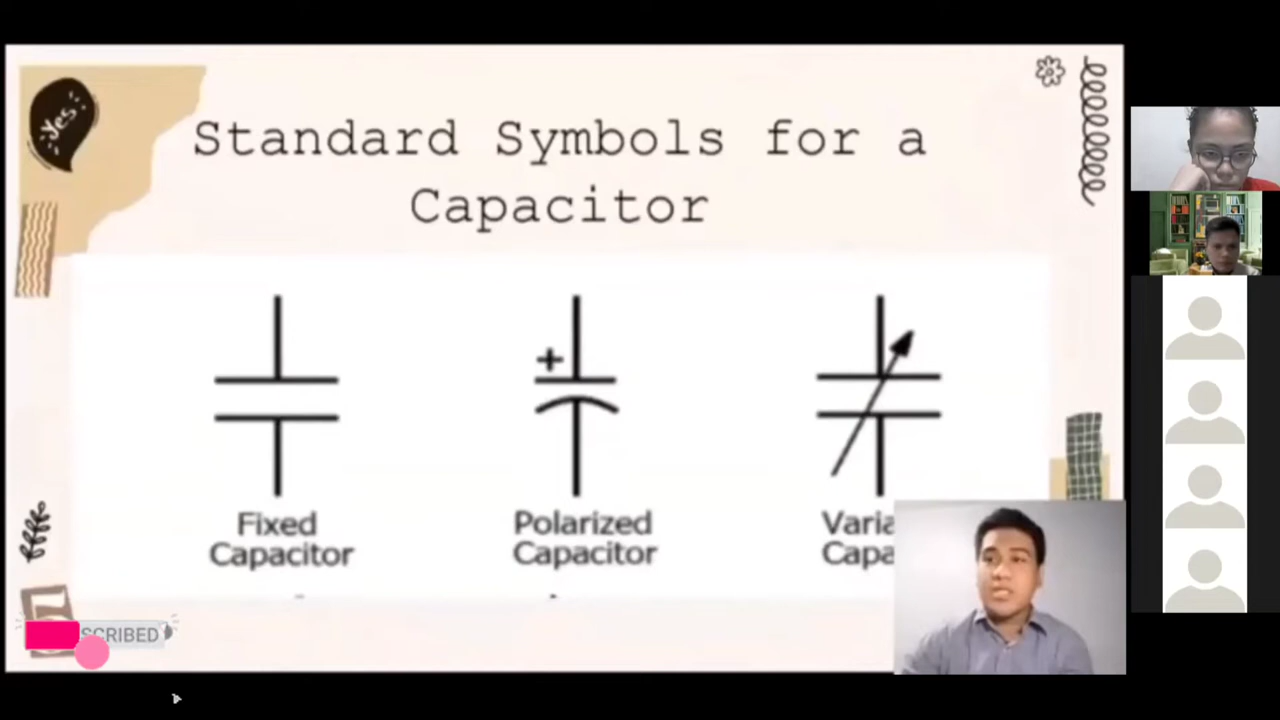 Yes
Standard Symbols for a
Capacitor
+
Fixed
Capacitor
Polarized
Capacitor
Varia
Capa
SCRIBED